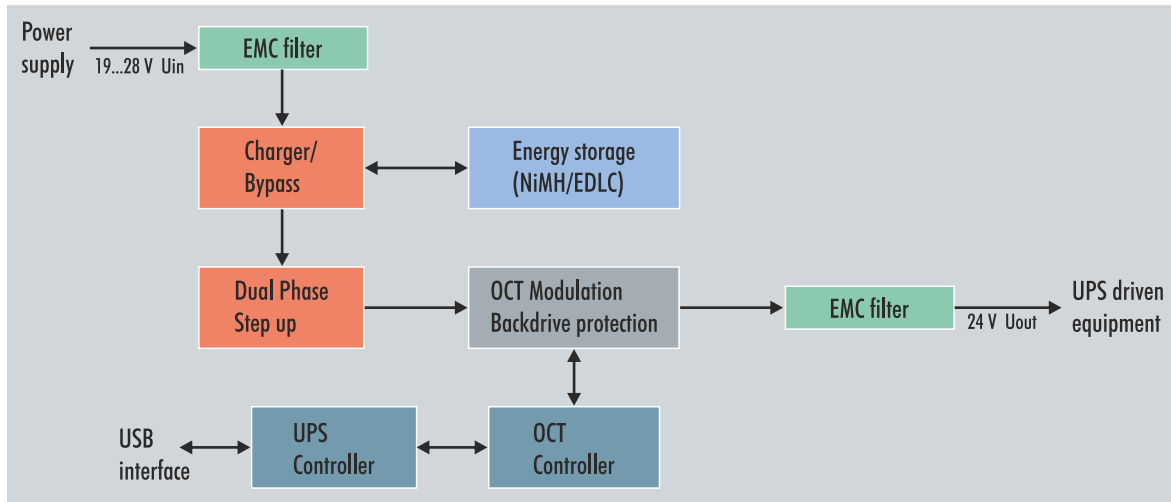 Power
supply
19...28 V Uin
EMC filter
Charger/
Bypass
Energy storage
(NiMH/EDLC)
Dual Phase
Step up
OCT Modulation
Backdrive protection
EMC filter
24 V Uout
UPS driven
equipment
USB
interface
UPS
Controller
OCT
Controller